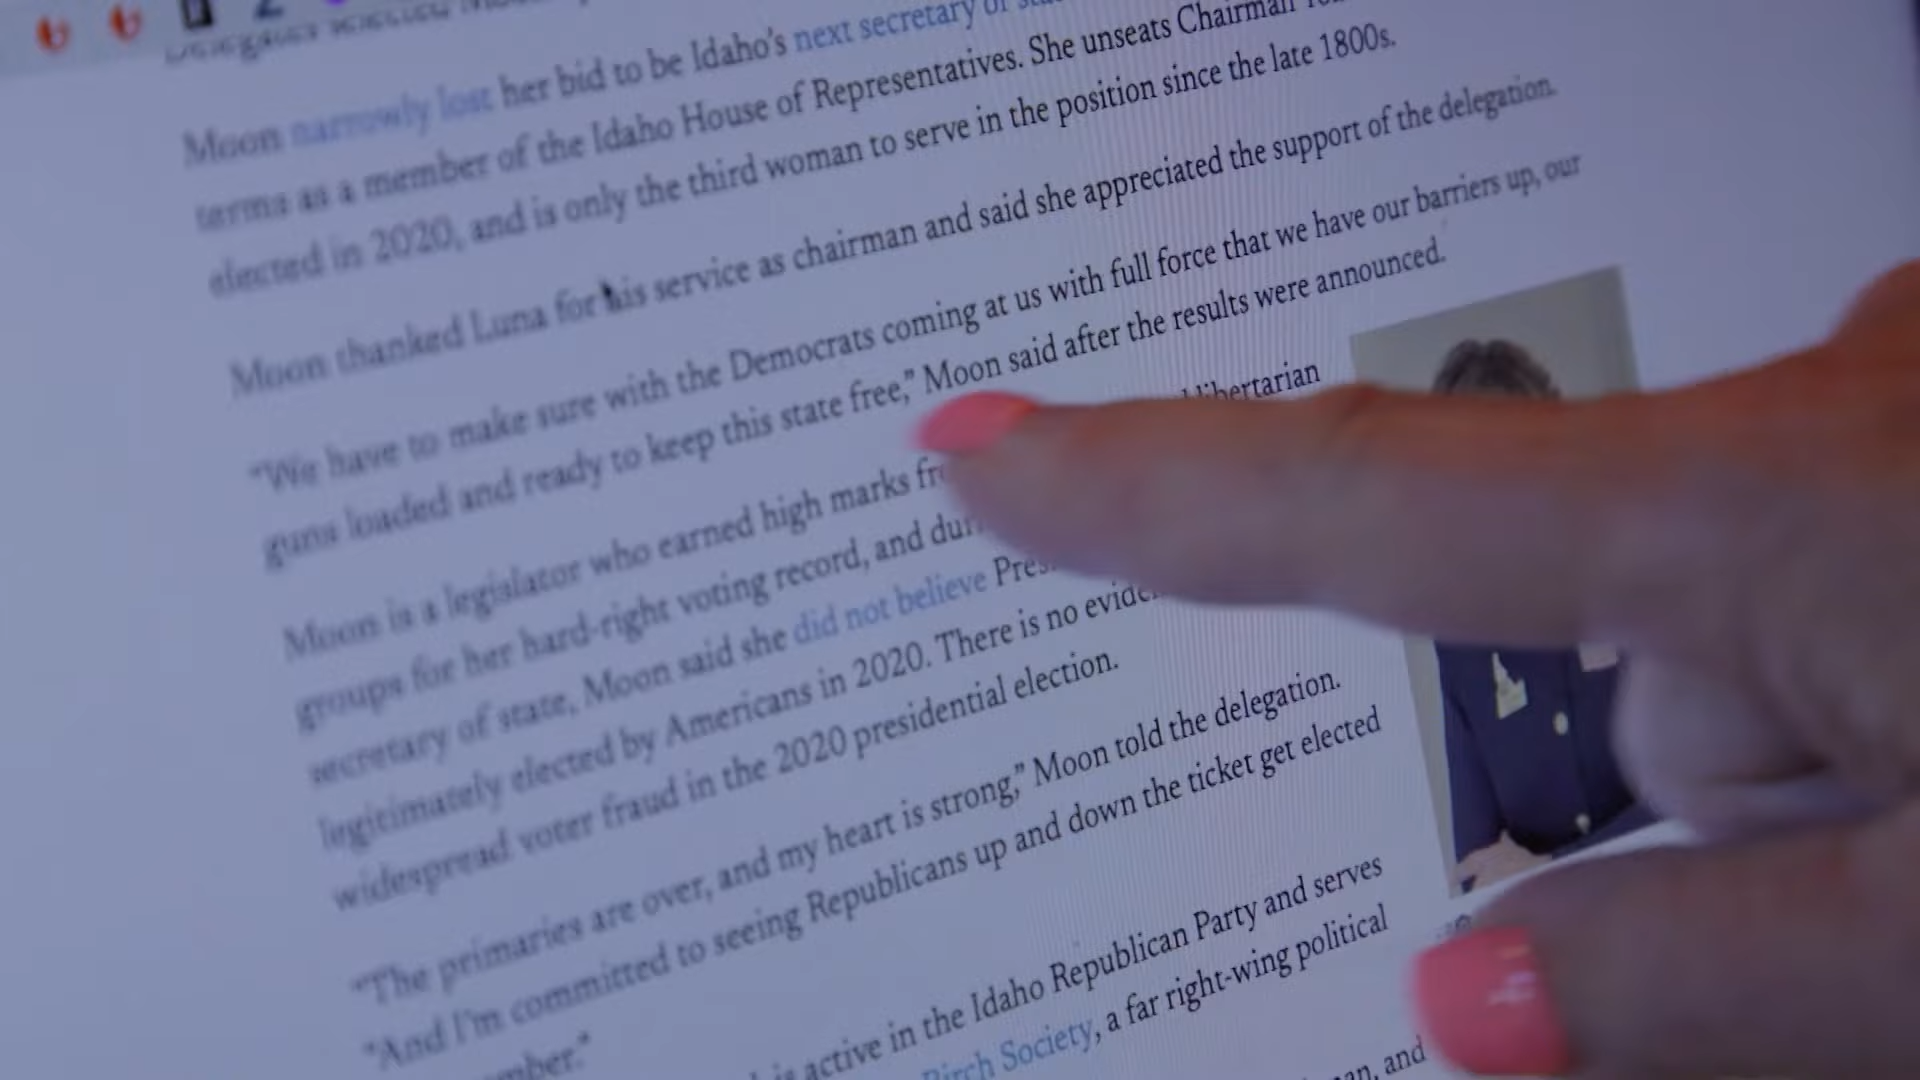 Moon narrowly lost her bid to be Idaho's next secretary of
terms as a member of the Idaho House of Representatives. She unseats Chairman
elected in 2020, and is only the third woman to serve in the position since the late 1800s.
Moon thanked Luna for his service as chairman and said she appreciated the support of the delegation.
“We have to make sure with the Democrats coming at us with full force that we have our barriers up, our
guns loaded and ready to keep this state free,” Moon said after the results were announced.
Moon is a legislator who earned high marks libertarian
groups for her hard-right voting record, and
secretary of state, Moon said she did not believe
legitimately elected by Americans in 2020. There is no
widespread voter fraud in the 2020 presidential election.
“The primaries are over, and my heart is strong,” Moon told the delegation.
“And I'm committed to seeing Republicans up and down the ticket get elected
is active in the Idaho Republican Party and serves
Birch Society, a far right-wing political
and